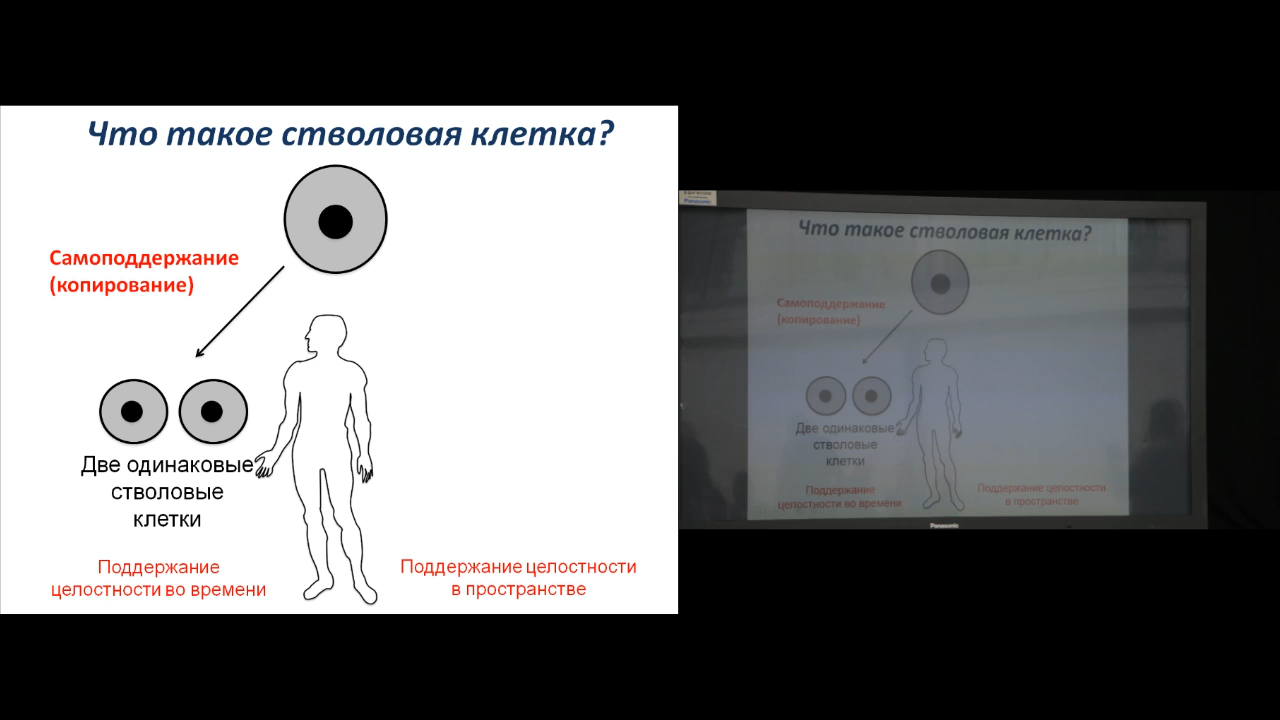 Что такое стволовая клетка?
Самоподдержание
(копирование)
Две одинаковые
стволовые
клетки
Поддержание
целостности во времени
Поддержание целостности
в пространстве
Panasonic
Что такое стволовая клетка?
Самоподдержание
(копирование)
Две одинаковые
стволовые
клетки
Поддержание
целостности во времени
Поддержание целостности
в пространстве
Panasonic